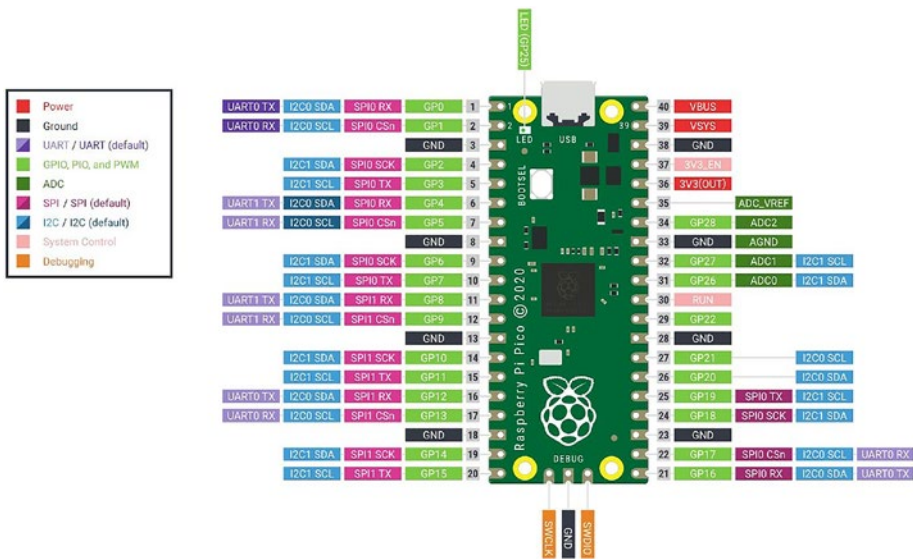 LED (GP25)
Power
Ground
UART / UART (default)
GPIO, PIO, and PWM
ADC
SPI / SPI (default)
I2C / I2C (default)
System Control
Debugging
UART0 TX I2C0 SDA SPI0 RX GP0 1
UART0 RX I2C0 SCL SPI0 CSn GP1 2
GND 3
I2C1 SDA SPI0 SCK GP2 4
I2C1 SCL SPI0 TX GP3 5
UART1 TX I2C0 SDA SPI0 RX GP4 6
UART1 RX I2C0 SCL SPI0 CSn GP5 7
GND 8
I2C1 SDA SPI0 SCK GP6 9
I2C1 SCL SPI0 TX GP7 10
UART1 TX I2C0 SDA SPI1 RX GP8 11
UART1 RX I2C0 SCL SPI1 CSn GP9 12
GND 13
I2C1 SDA SPI1 SCK GP10 14
I2C1 SCL SPI1 TX GP11 15
UART0 TX I2C0 SDA SPI1 RX GP12 16
UART0 RX I2C0 SCL SPI1 CSn GP13 17
GND 18
I2C1 SDA SPI1 SCK GP14 19
I2C1 SCL SPI1 TX GP15 20
1
2
39
LED
USB
BOOTSEL
Raspberry Pi Pico © 2020
DEBUG
40 VBUS
39 VSYS
38 GND
37 3V3_EN
36 3V3(OUT)
35 ADC_VREF
34 GP28 ADC2
33 GND AGND
32 GP27 ADC1 I2C1 SCL
31 GP26 ADC0 I2C1 SDA
30 RUN
29 GP22
28 GND
27 GP21 I2C0 SCL
26 GP20 I2C0 SDA
25 GP19 SPI0 TX I2C1 SCL
24 GP18 SPI0 SCK I2C1 SDA
23 GND
22 GP17 SPI0 CSn I2C0 SCL UART0 RX
21 GP16 SPI0 RX I2C0 SDA UART0 TX
SWCLK
GND
SWDIO